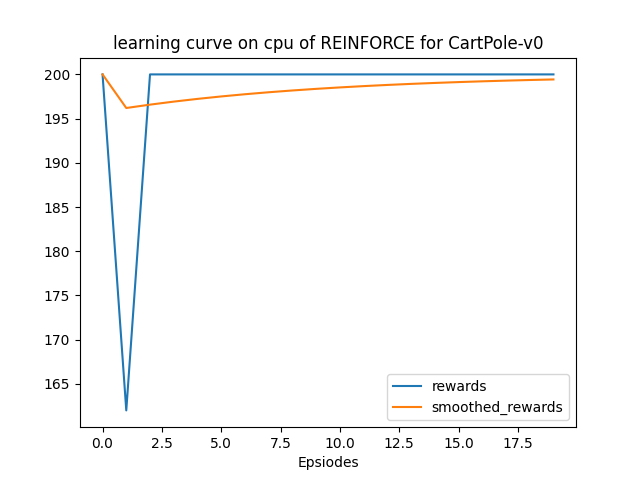 learning curve on cpu of REINFORCE for CartPole-v0
200
195
190
185
180
175
170
165
0.0 2.5 5.0 7.5 10.0 12.5 15.0 17.5
Epsiodes
rewards
smoothed_rewards